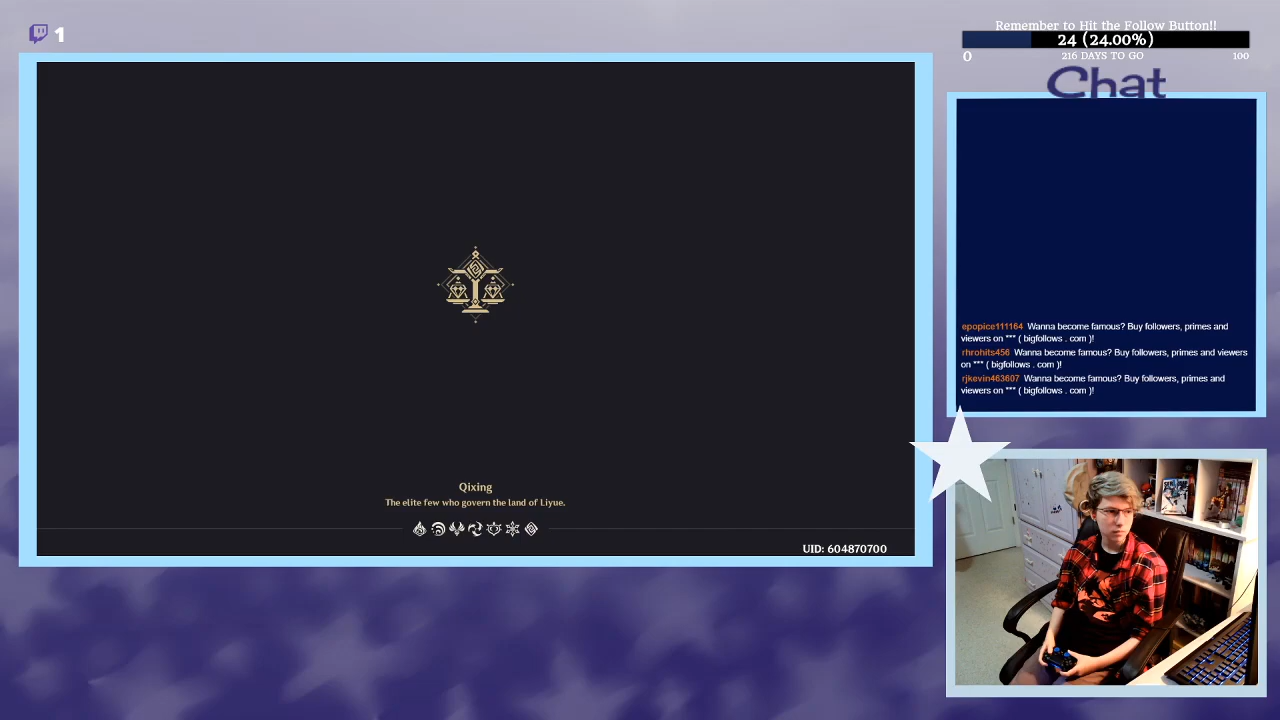 1
Remember to Hit the Follow Button!!
24 (24.00%)
0
216 DAYS TO GO
100
Chat
epopice111164 Wanna become famous? Buy followers, primes and
viewers on *** ( bigfollows . com )!
rhrohits456 Wanna become famous? Buy followers, primes and viewers
on *** ( bigfollows . com )!
rjkevin463607 Wanna become famous? Buy followers, primes and
viewers on *** ( bigfollows . com )!
Qixing
The elite few who govern the land of Liyue.
UID: 604870700